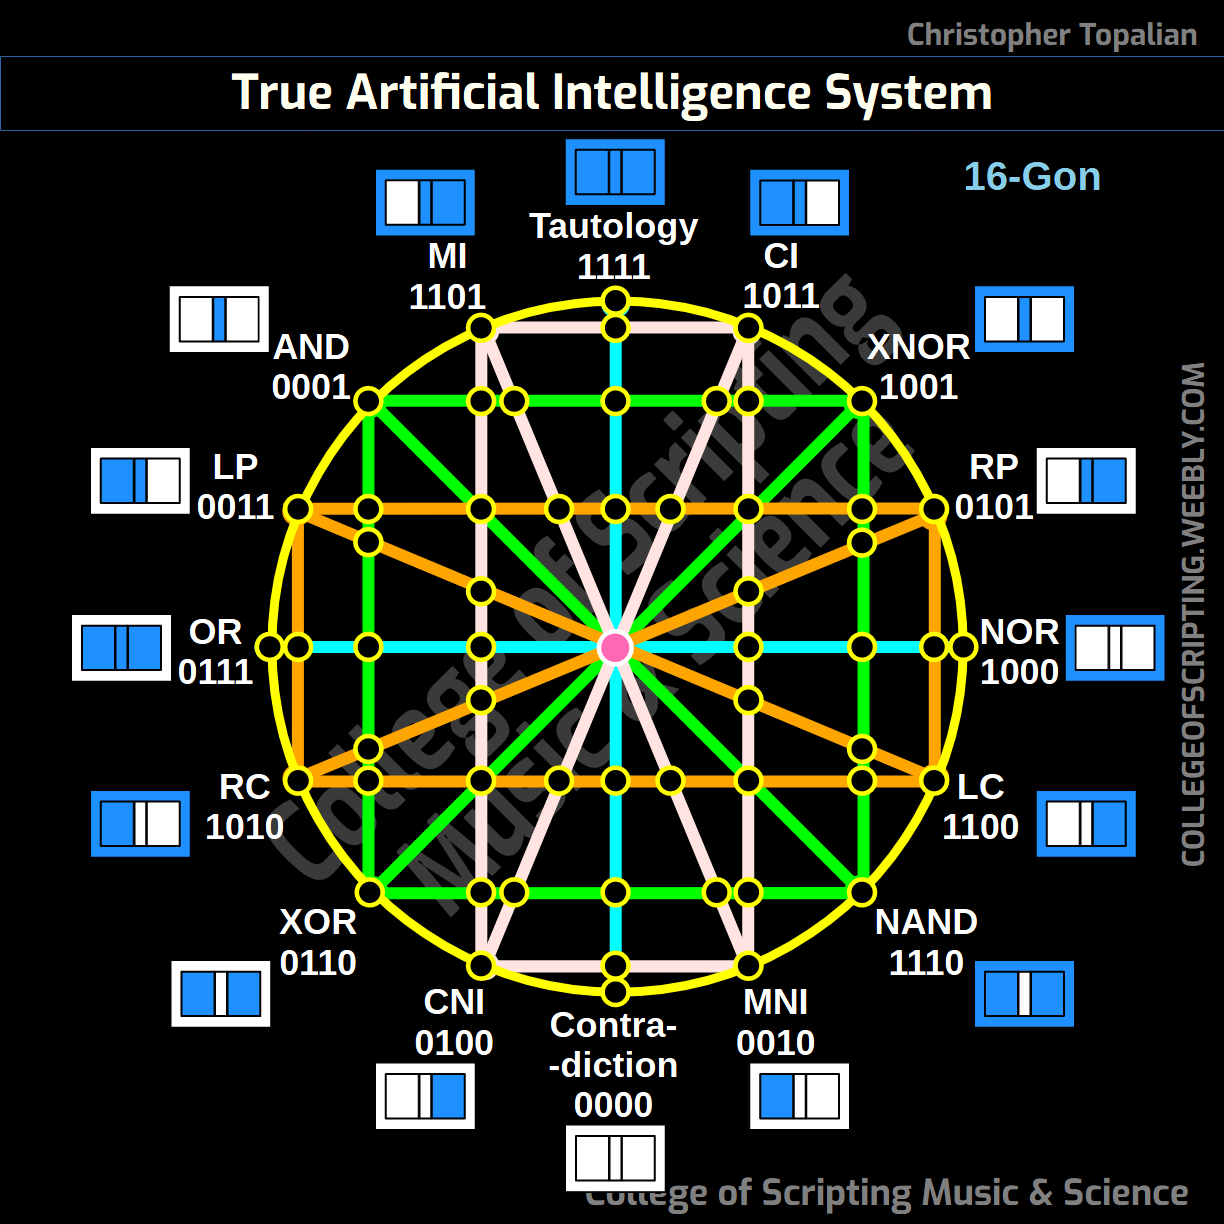 Christopher Topalian
True Artificial Intelligence System
16-Gon
Tautology
1111
MI
1101
CI
1011
AND
0001
XNOR
1001
LP
0011
RP
0101
OR
0111
NOR
1000
RC
1010
LC
1100
XOR
0110
NAND
1110
CNI
0100
MNI
0010
Contra-
-diction
0000
College of Scripting
Music & Science
COLLEGEOFSCRIPTING.WEEBLY.COM
College of Scripting Music & Science